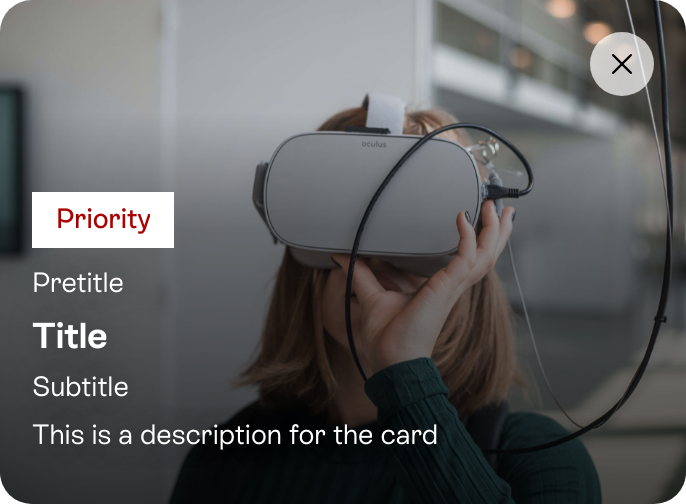 oculus
Priority
Pretitle
Title
Subtitle
This is a description for the card